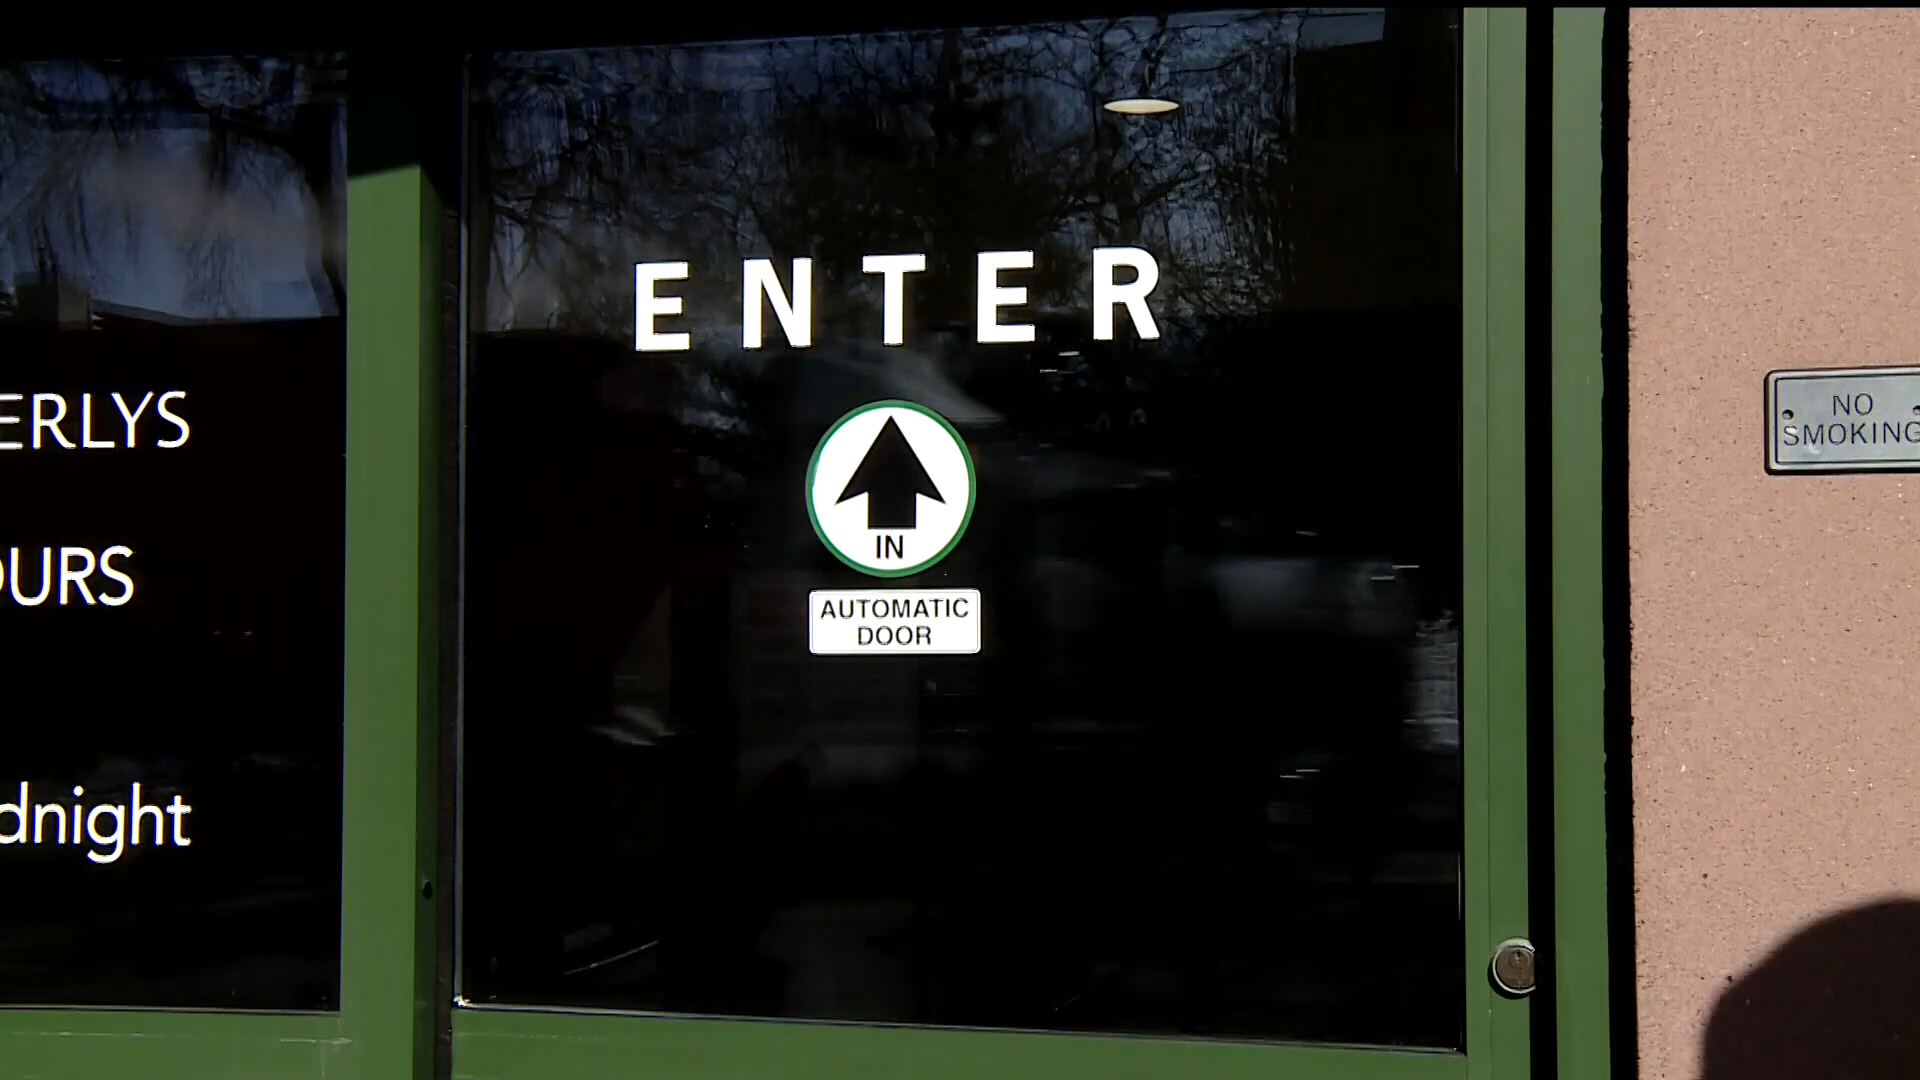 ENTER
ERLYS
OURS
dnight
IN
AUTOMATIC
DOOR
NO
SMOKING